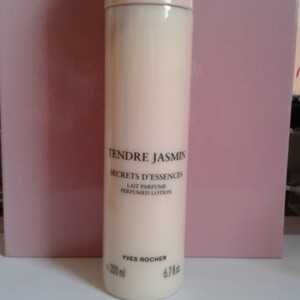 TENDRE JASMIN
SECRETS D'ESSENCES
LAIT PARFUMÉ
PERFUMED LOTION
YVES ROCHER
e 200 ml 6.7 fl.oz.